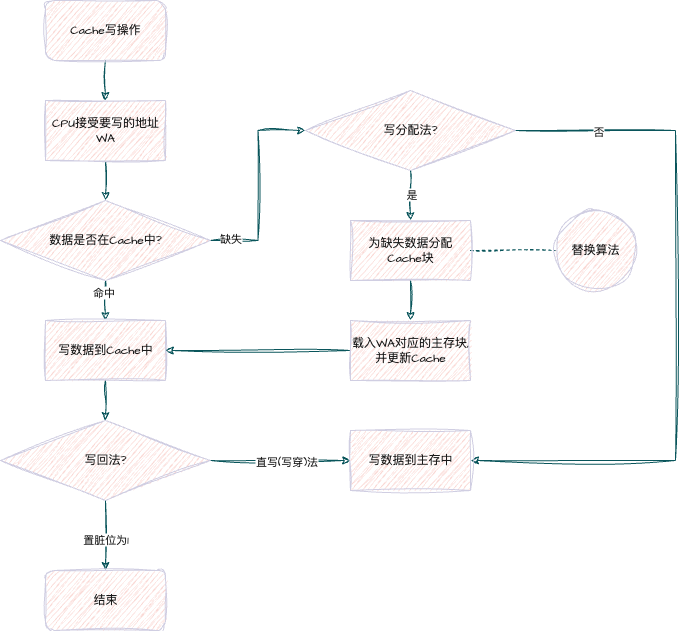 Cache写操作
CPU接受要写的地址
WA
写分配法?
否
数据是否在Cache中?
缺失
是
为缺失数据分配
Cache块
替换算法
命中
写数据到Cache中
载入WA对应的主存块,
并更新Cache
写回法?
直写(写穿)法
写数据到主存中
置脏位为1
结束